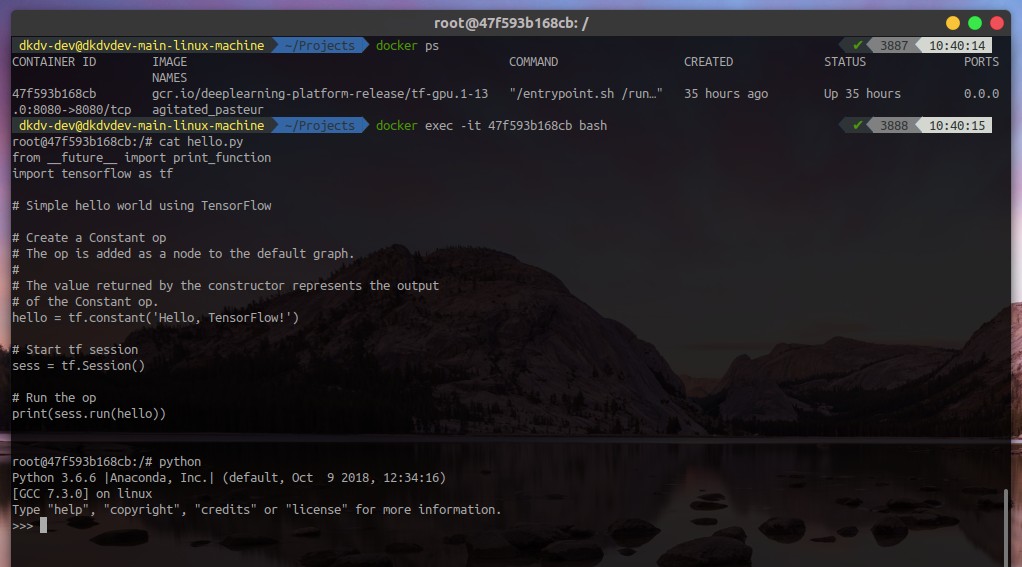 root@47f593b168cb: /
dkdv-dev@dkdvdev-main-linux-machine ~/Projects docker ps ✔ 3887 10:40:14
CONTAINER ID IMAGE COMMAND CREATED STATUS PORTS
NAMES
47f593b168cb gcr.io/deeplearning-platform-release/tf-gpu.1-13 "/entrypoint.sh /run…" 35 hours ago Up 35 hours 0.0.0
.0:8080->8080/tcp agitated_pasteur
dkdv-dev@dkdvdev-main-linux-machine ~/Projects docker exec -it 47f593b168cb bash ✔ 3888 10:40:15
root@47f593b168cb:/# cat hello.py
from __future__ import print_function
import tensorflow as tf
# Simple hello world using TensorFlow
# Create a Constant op
# The op is added as a node to the default graph.
#
# The value returned by the constructor represents the output
# of the Constant op.
hello = tf.constant('Hello, TensorFlow!')
# Start tf session
sess = tf.Session()
# Run the op
print(sess.run(hello))
root@47f593b168cb:/# python
Python 3.6.6 |Anaconda, Inc.| (default, Oct  9 2018, 12:34:16)
[GCC 7.3.0] on linux
Type "help", "copyright", "credits" or "license" for more information.
>>>